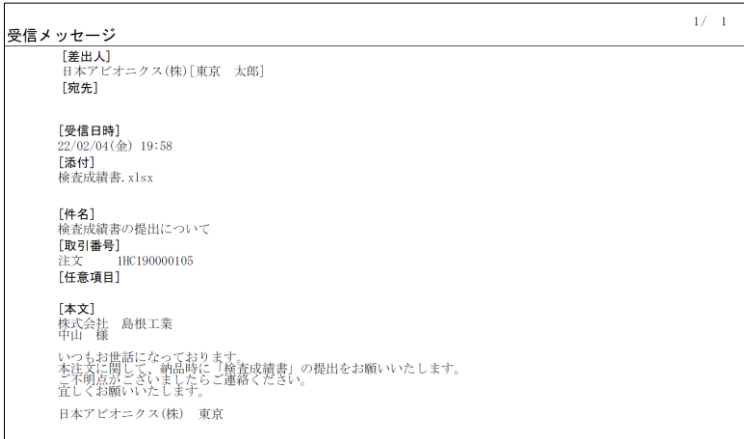 1/ 1
受信メッセージ
[差出人]
日本アビオニクス(株)[東京　太郎]
[宛先]
[受信日時]
22/02/04(金) 19:58
[添付]
検査成績書.xlsx
[件名]
検査成績書の提出について
[取引番号]
注文　　1HC190000105
[任意項目]
[本文]
株式会社　島根工業
中山　様
いつもお世話になっております。
本注文に関して、納品時に「検査成績書」の提出をお願いいたします。
ご不明点がございましたらご連絡ください。
宜しくお願いいたします。
日本アビオニクス(株)　東京